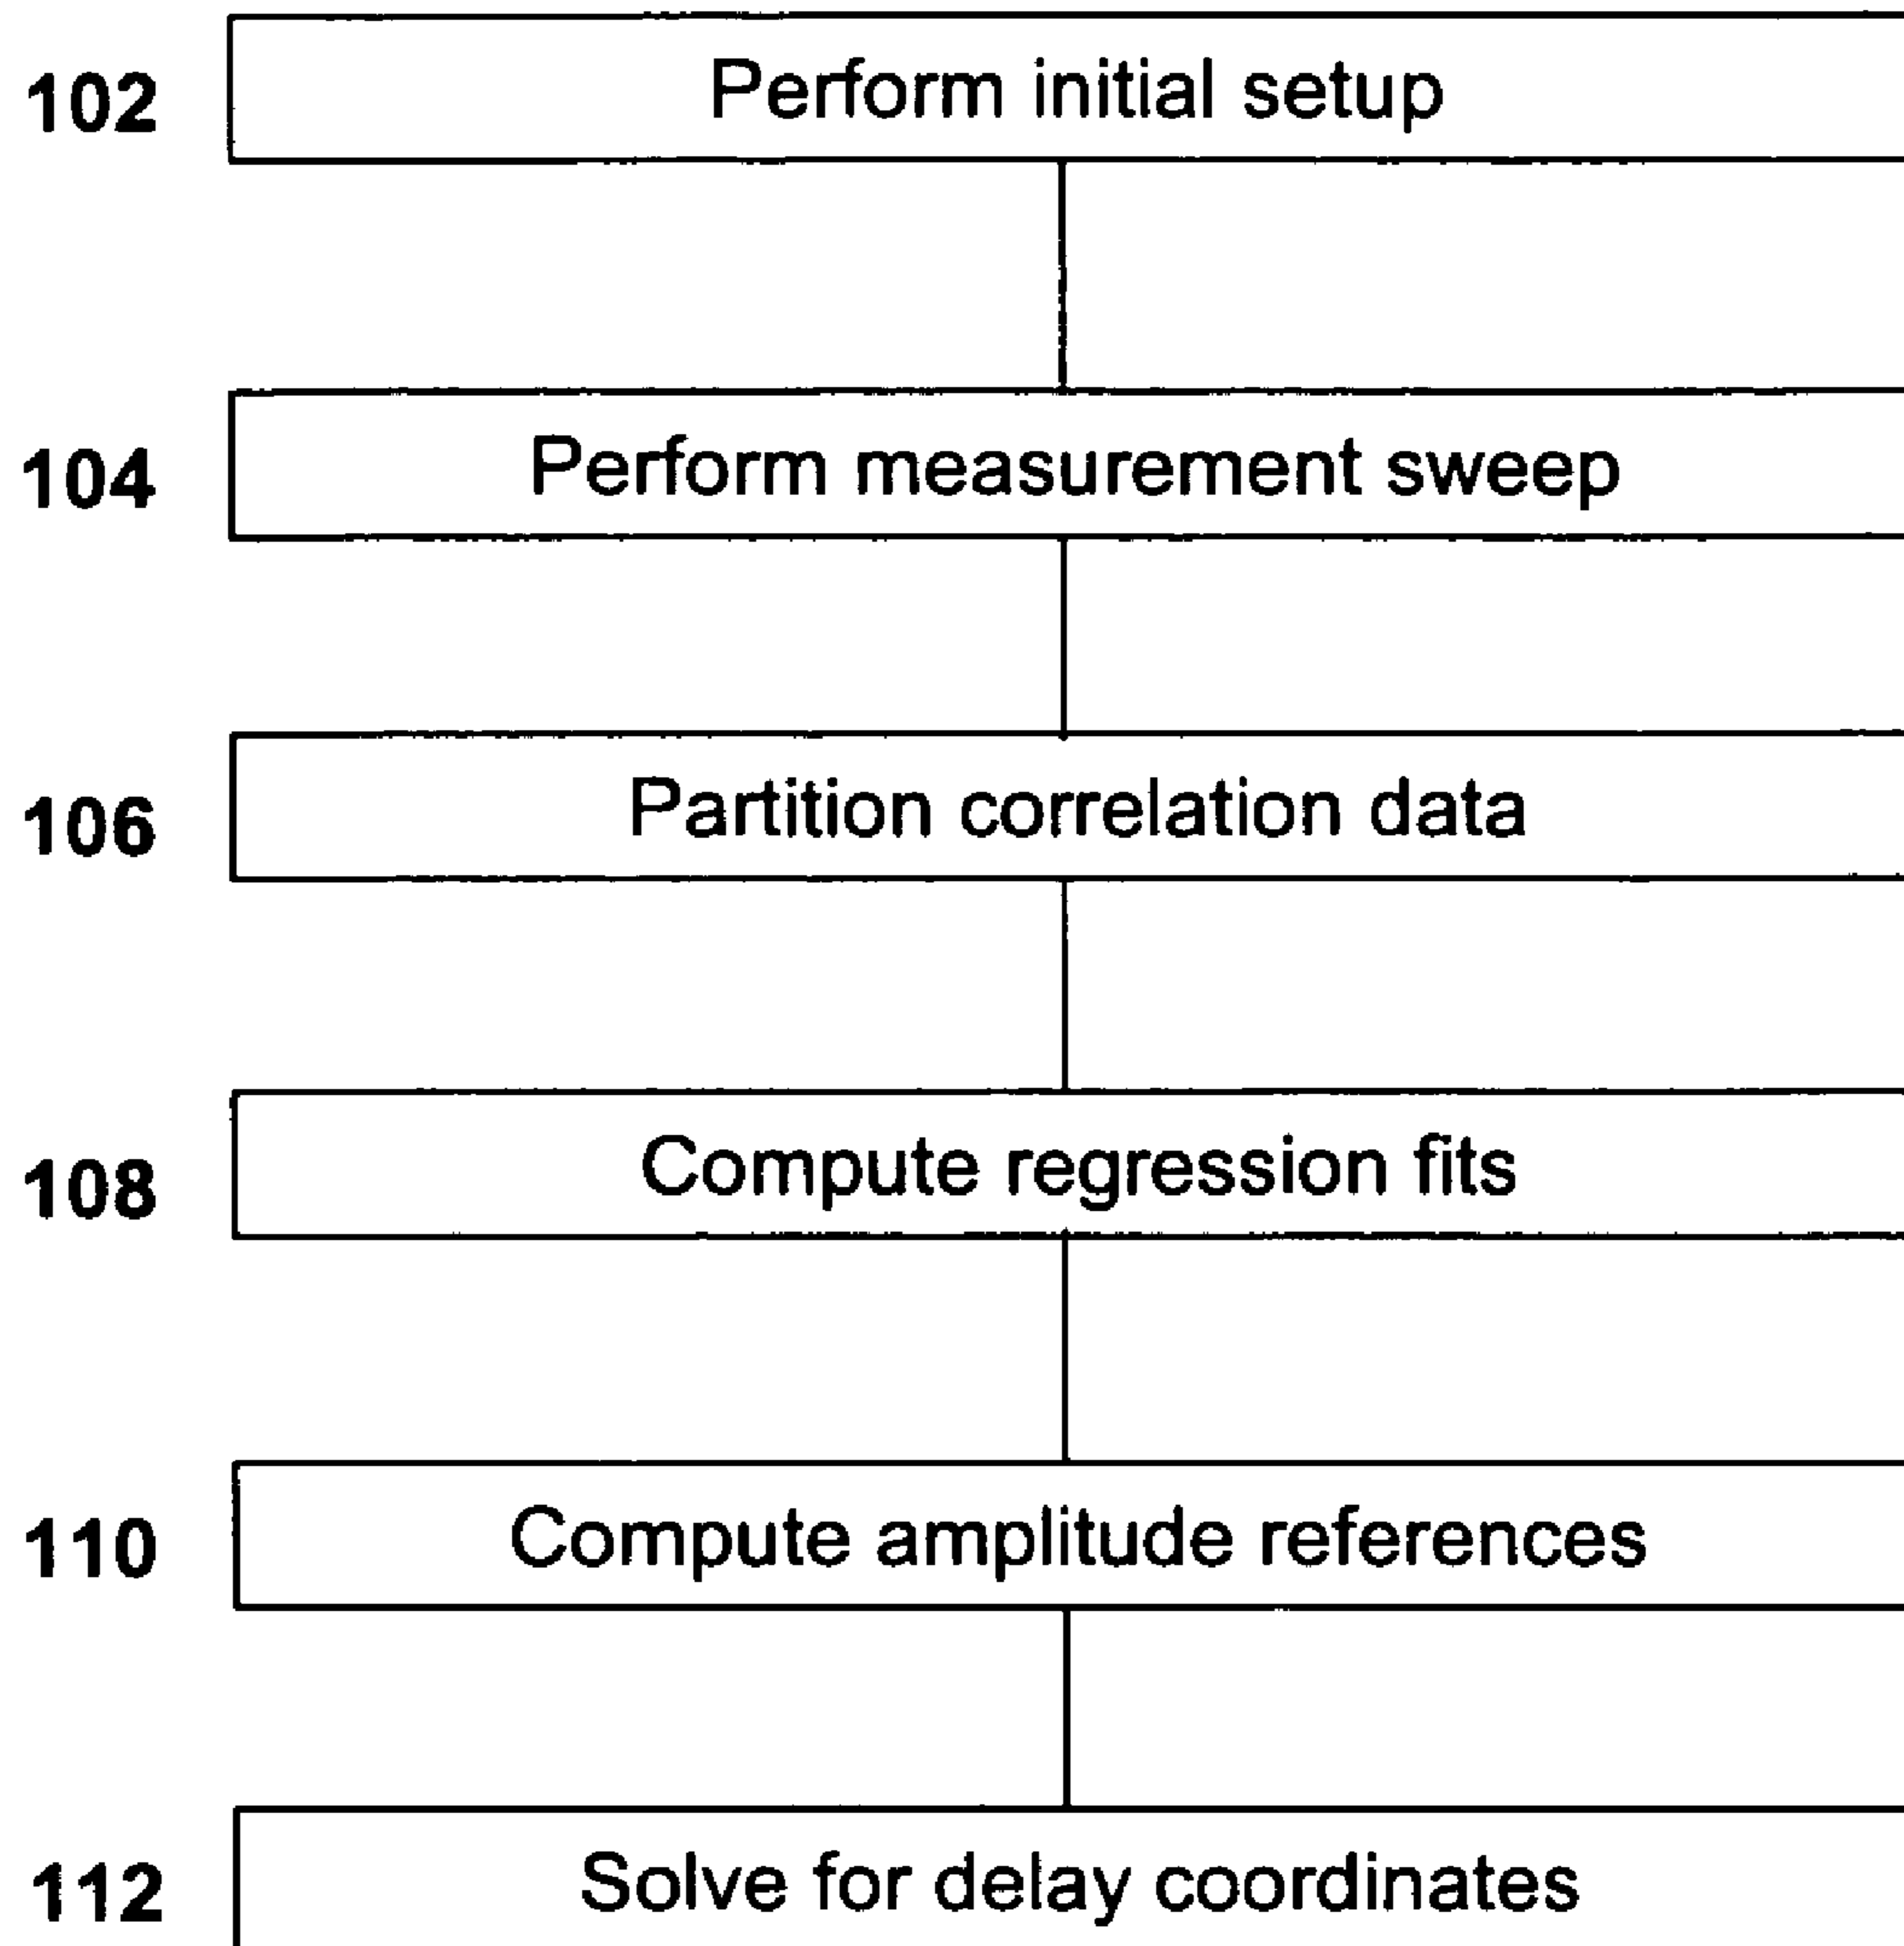 102 Perform initial setup
104 Perform measurement sweep
106 Partition correlation data
108 Compute regression fits
110 Compute amplitude references
112 Solve for delay coordinates